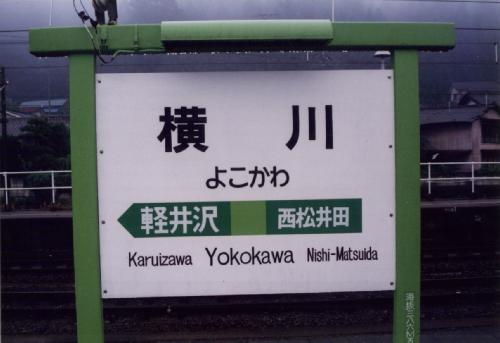 横川
よこかわ
軽井沢 西松井田
Karuizawa Yokokawa Nishi-Matsuida